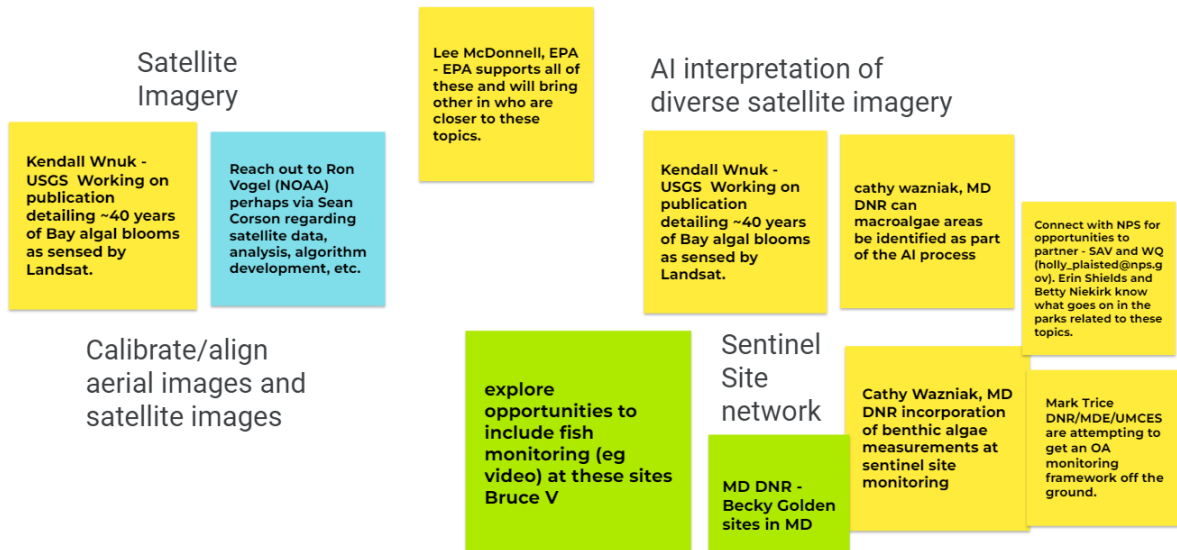 Satellite
Imagery
Kendall Wnuk -
USGS  Working on
publication
detailing ~40 years
of Bay algal blooms
as sensed by
Landsat.
Reach out to Ron
Vogel (NOAA)
perhaps via Sean
Corson regarding
satellite data,
analysis, algorithm
development, etc.
Lee McDonnell, EPA
- EPA supports all of
these and will bring
other in who are
closer to these
topics.
AI interpretation of
diverse satellite imagery
Kendall Wnuk -
USGS  Working on
publication
detailing ~40 years
of Bay algal blooms
as sensed by
Landsat.
cathy wazniak, MD
DNR can
macroalgae areas
be identified as part
of the AI process
Connect with NPS for
opportunities to
partner - SAV and WQ
(holly_plaisted@nps.g
ov). Erin Shields and
Betty Niekirk know
what goes on in the
parks related to these
topics.
Calibrate/align
aerial images and
satellite images
explore
opportunities to
include fish
monitoring (eg
video) at these sites
Bruce V
Sentinel
Site
network
MD DNR -
Becky Golden
sites in MD
Cathy Wazniak, MD
DNR incorporation
of benthic algae
measurements at
sentinel site
monitoring
Mark Trice
DNR/MDE/UMCES
are attempting to
get an OA
monitoring
framework off the
ground.